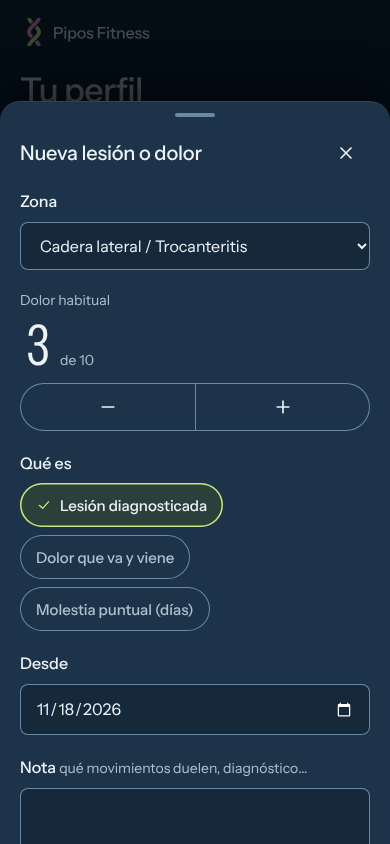 Pipos Fitness
Tu perfil
Nueva lesión o dolor
Zona
Cadera lateral / Trocanteritis
Dolor habitual
3 de 10
Qué es
Lesión diagnosticada
Dolor que va y viene
Molestia puntual (días)
Desde
11/18/2026
Nota qué movimientos duelen, diagnóstico...